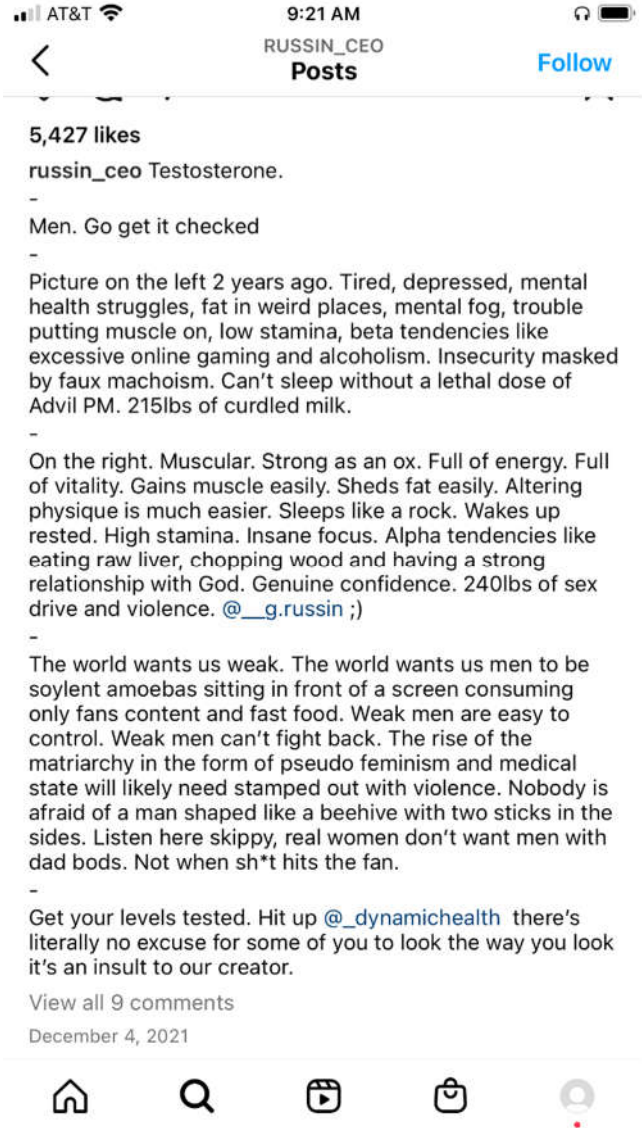 AT&T 9:21 AM
RUSSIN_CEO
Posts
Follow
5,427 likes
russin_ceo Testosterone.
-
Men. Go get it checked
-
Picture on the left 2 years ago. Tired, depressed, mental
health struggles, fat in weird places, mental fog, trouble
putting muscle on, low stamina, beta tendencies like
excessive online gaming and alcoholism. Insecurity masked
by faux machoism. Can't sleep without a lethal dose of
Advil PM. 215lbs of curdled milk.
-
On the right. Muscular. Strong as an ox. Full of energy. Full
of vitality. Gains muscle easily. Sheds fat easily. Altering
physique is much easier. Sleeps like a rock. Wakes up
rested. High stamina. Insane focus. Alpha tendencies like
eating raw liver, chopping wood and having a strong
relationship with God. Genuine confidence. 240lbs of sex
drive and violence. @__g.russin ;)
-
The world wants us weak. The world wants us men to be
soylent amoebas sitting in front of a screen consuming
only fans content and fast food. Weak men are easy to
control. Weak men can't fight back. The rise of the
matriarchy in the form of pseudo feminism and medical
state will likely need stamped out with violence. Nobody is
afraid of a man shaped like a beehive with two sticks in the
sides. Listen here skippy, real women don't want men with
dad bods. Not when sh*t hits the fan.
-
Get your levels tested. Hit up @_dynamichealth there's
literally no excuse for some of you to look the way you look
it's an insult to our creator.
View all 9 comments
December 4, 2021